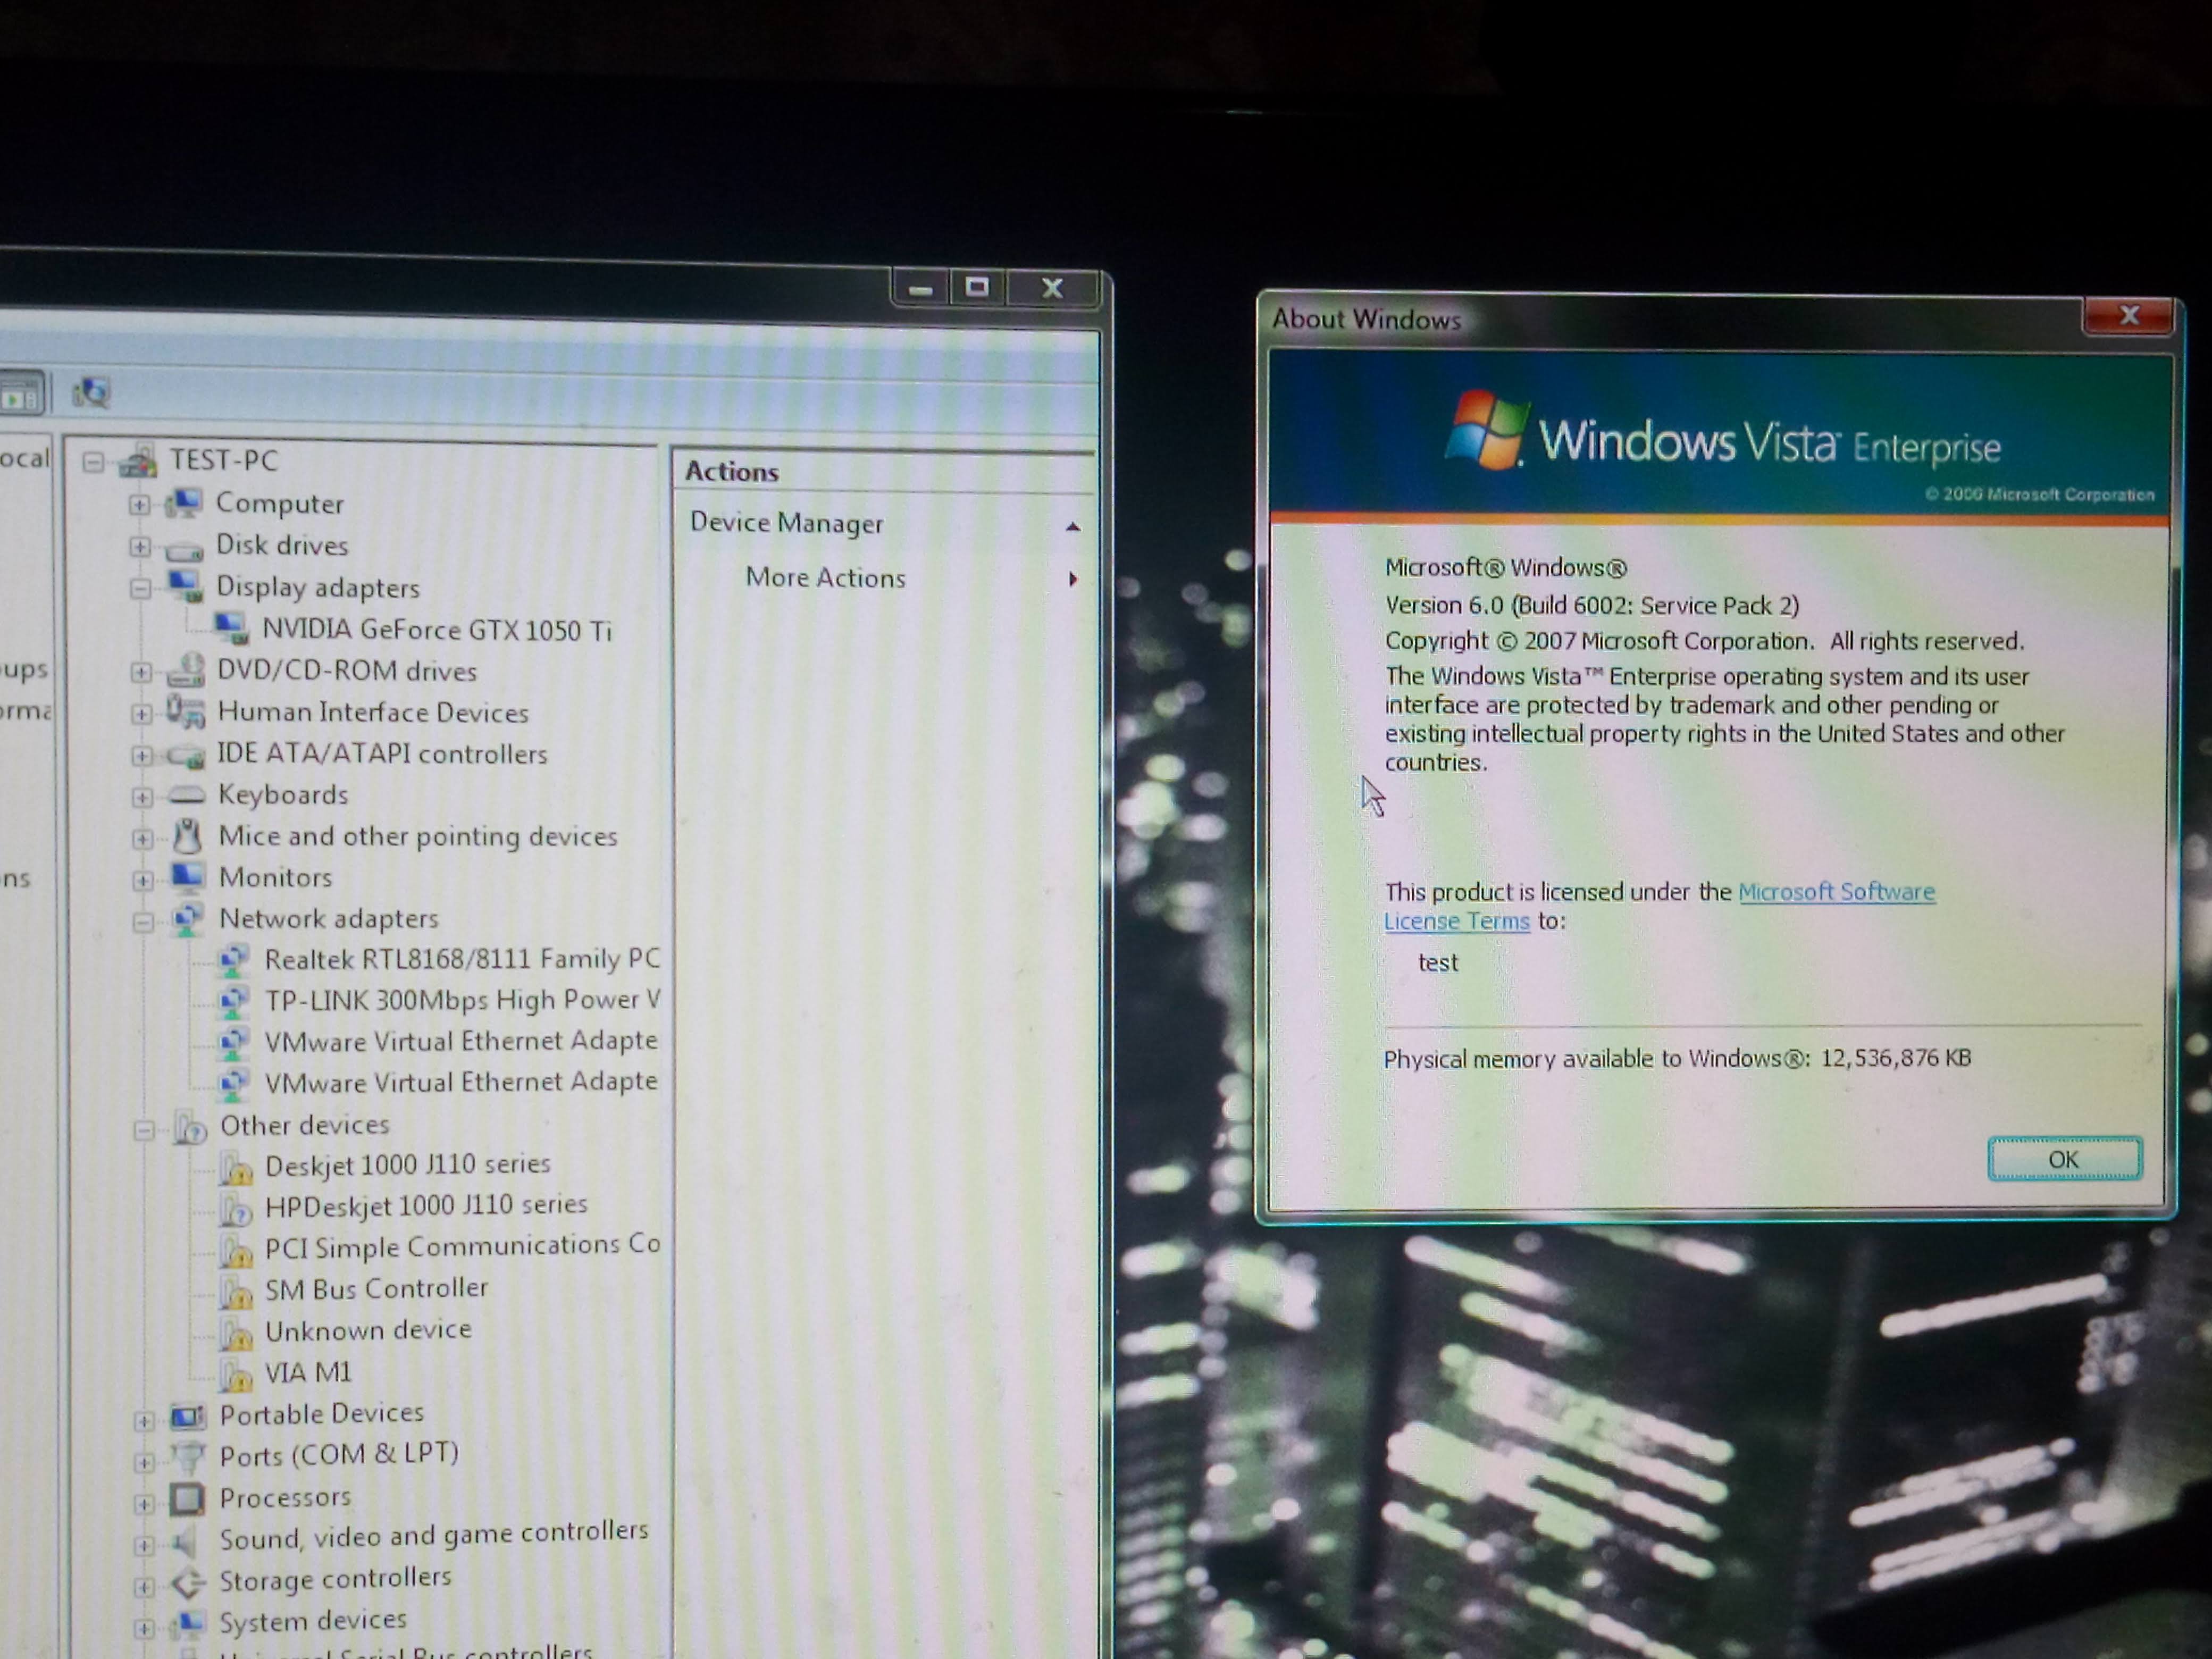 ocal
ups
orma
ns
TEST-PC
Computer
Disk drives
Display adapters
NVIDIA GeForce GTX 1050 Ti
DVD/CD-ROM drives
Human Interface Devices
IDE ATA/ATAPI controllers
Keyboards
Mice and other pointing devices
Monitors
Network adapters
Realtek RTL8168/8111 Family PC
TP-LINK 300Mbps High Power
VMware Virtual Ethernet Adapte
VMware Virtual Ethernet Adapte
Other devices
Deskjet 1000 J110 series
HPDeskjet 1000 J110 series
PCI Simple Communications Co
SM Bus Controller
Unknown device
VIA M1
Portable Devices
Ports (COM & LPT)
Processors
Sound, video and game controllers
Storage controllers
System devices
Universal Serial Bus controllers
Actions
Device Manager
More Actions
About Windows
Windows Vista™ Enterprise
© 2006 Microsoft Corporation
Microsoft® Windows®
Version 6.0 (Build 6002: Service Pack 2)
Copyright © 2007 Microsoft Corporation. All rights reserved.
The Windows Vista™ Enterprise operating system and its user
interface are protected by trademark and other pending or
existing intellectual property rights in the United States and other
countries.
This product is licensed under the Microsoft Software
License Terms to:
test
Physical memory available to Windows®: 12,536,876 KB
OK